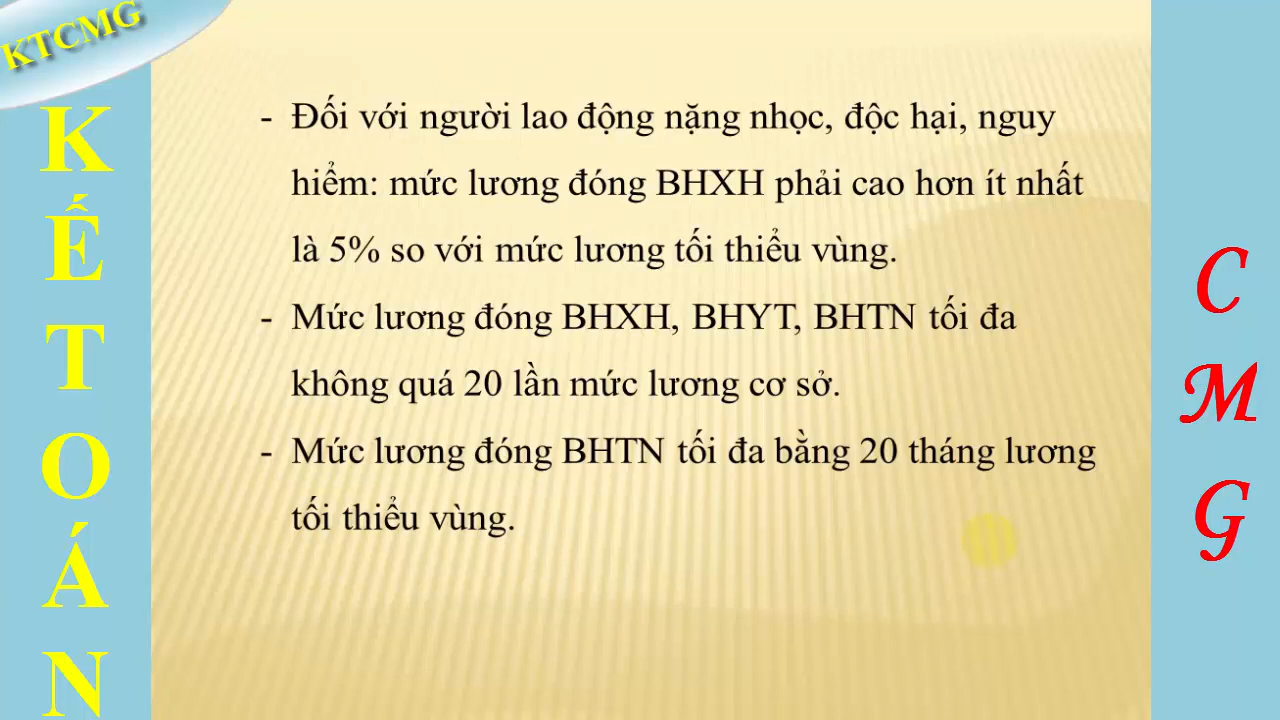 KTCMG
K
Ế
T
O
Á
N
- Đối với người lao động nặng nhọc, độc hại, nguy
hiểm: mức lương đóng BHXH phải cao hơn ít nhất
là 5% so với mức lương tối thiểu vùng.
- Mức lương đóng BHXH, BHYT, BHTN tối đa
không quá 20 lần mức lương cơ sở.
- Mức lương đóng BHTN tối đa bằng 20 tháng lương
tối thiểu vùng.
C
M
G